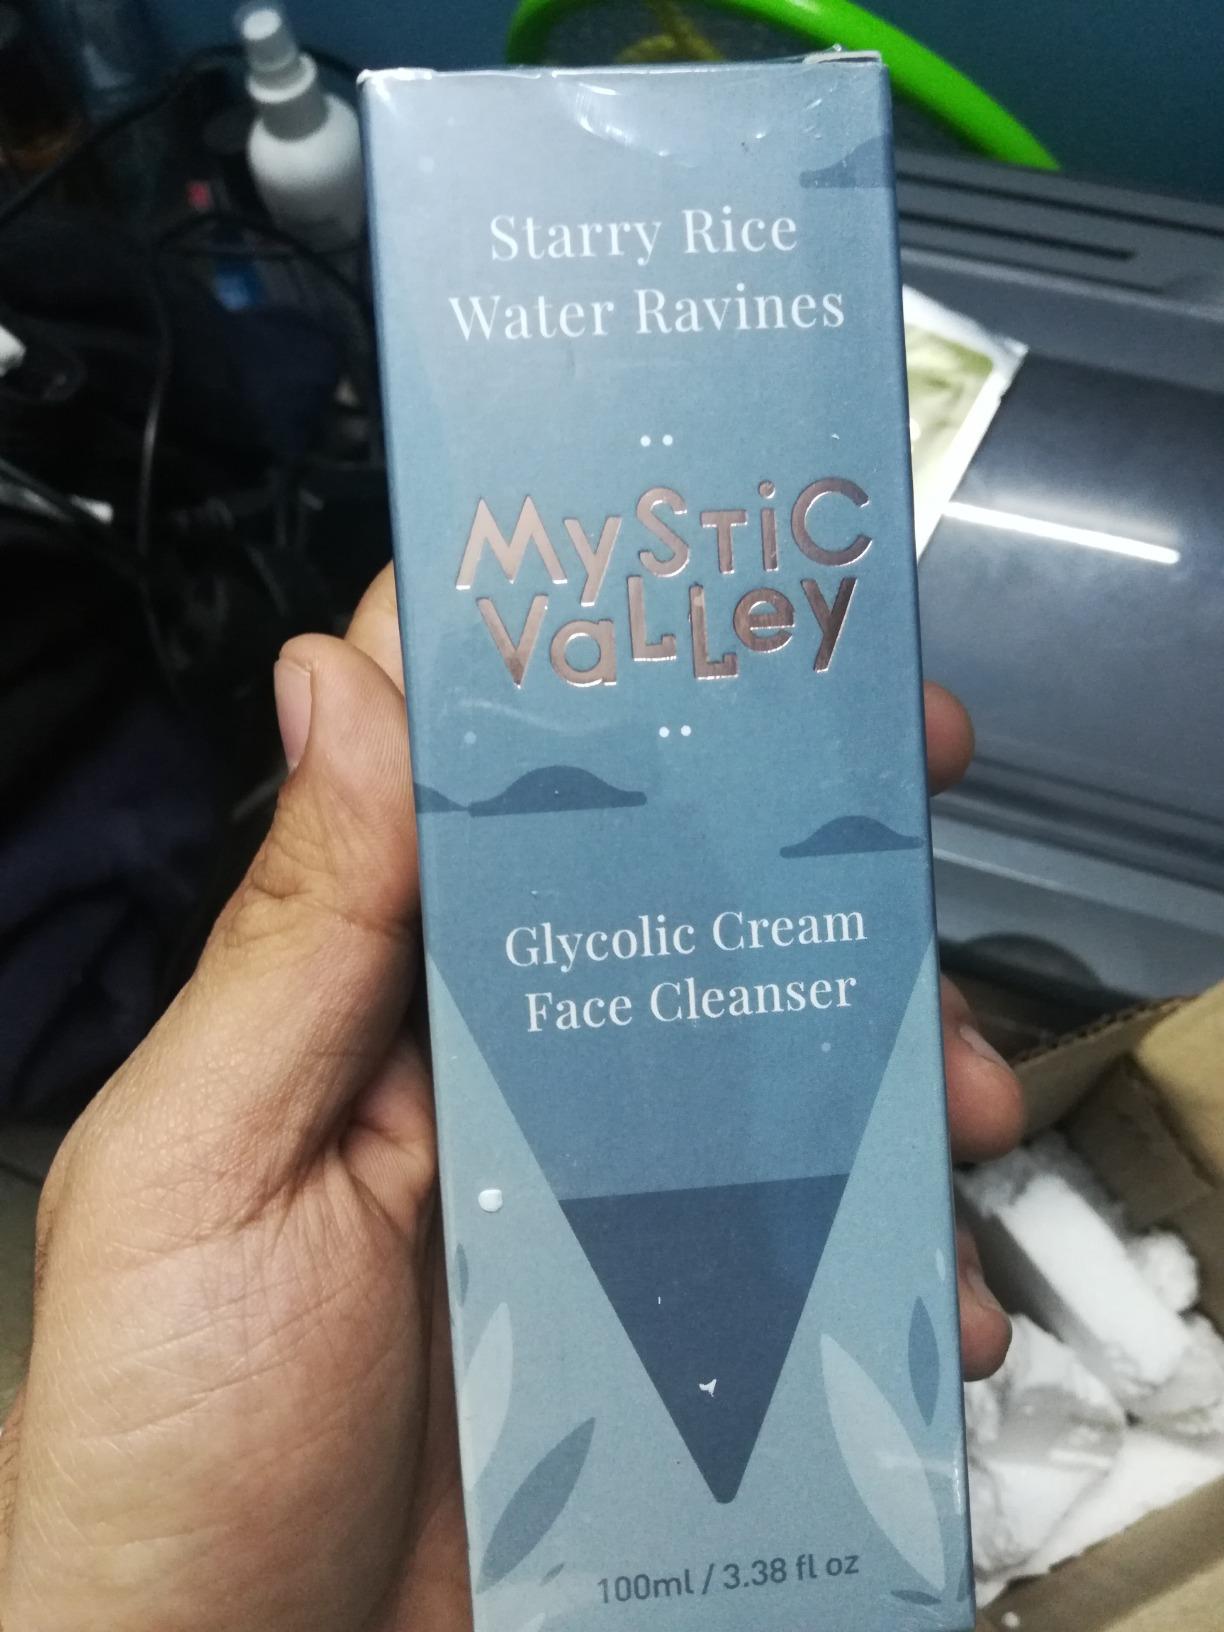 Starry Rice
Water Ravines
MySTiC
VaLLey
Glycolic Cream
Face Cleanser
100ml / 3.38 fl oz